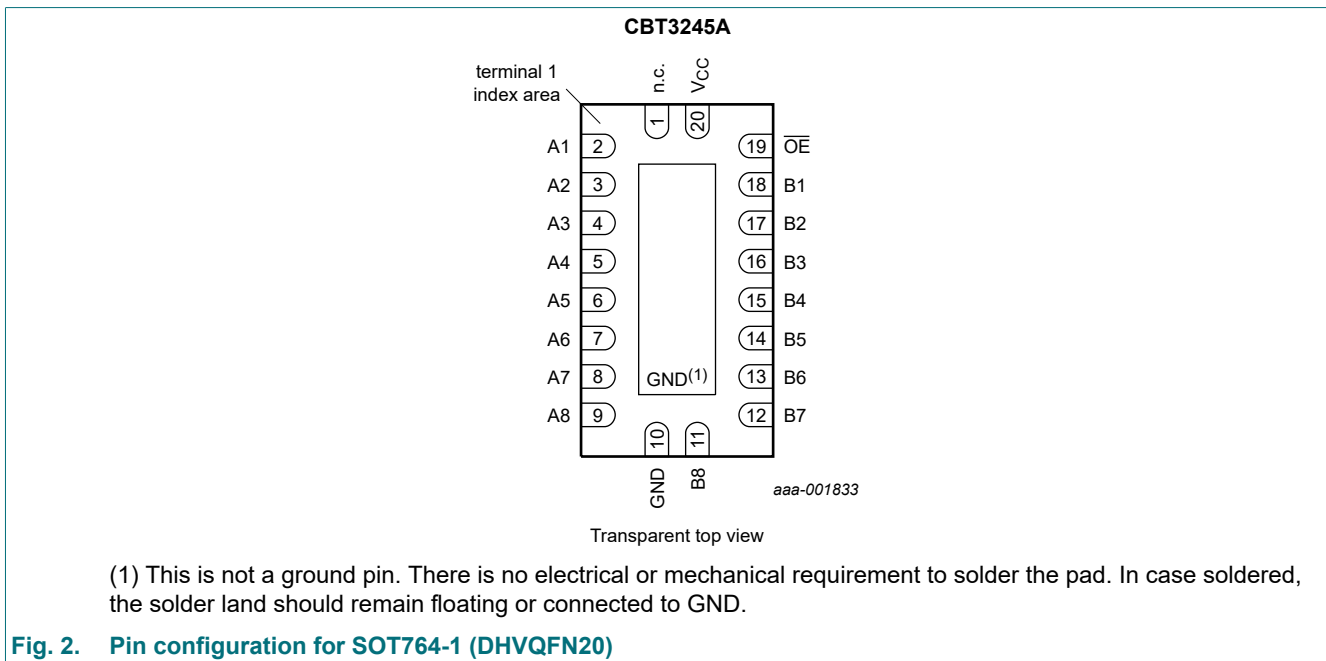 CBT3245A
terminal 1
index area
n.c.
VCC
1
20
A1 2 19 OE
A2 3 18 B1
A3 4 17 B2
A4 5 16 B3
A5 6 15 B4
A6 7 14 B5
A7 8 GND(1) 13 B6
A8 9 12 B7
10
11
GND
B8
aaa-001833
Transparent top view
(1) This is not a ground pin. There is no electrical or mechanical requirement to solder the pad. In case soldered,
the solder land should remain floating or connected to GND.
Fig. 2. Pin configuration for SOT764-1 (DHVQFN20)